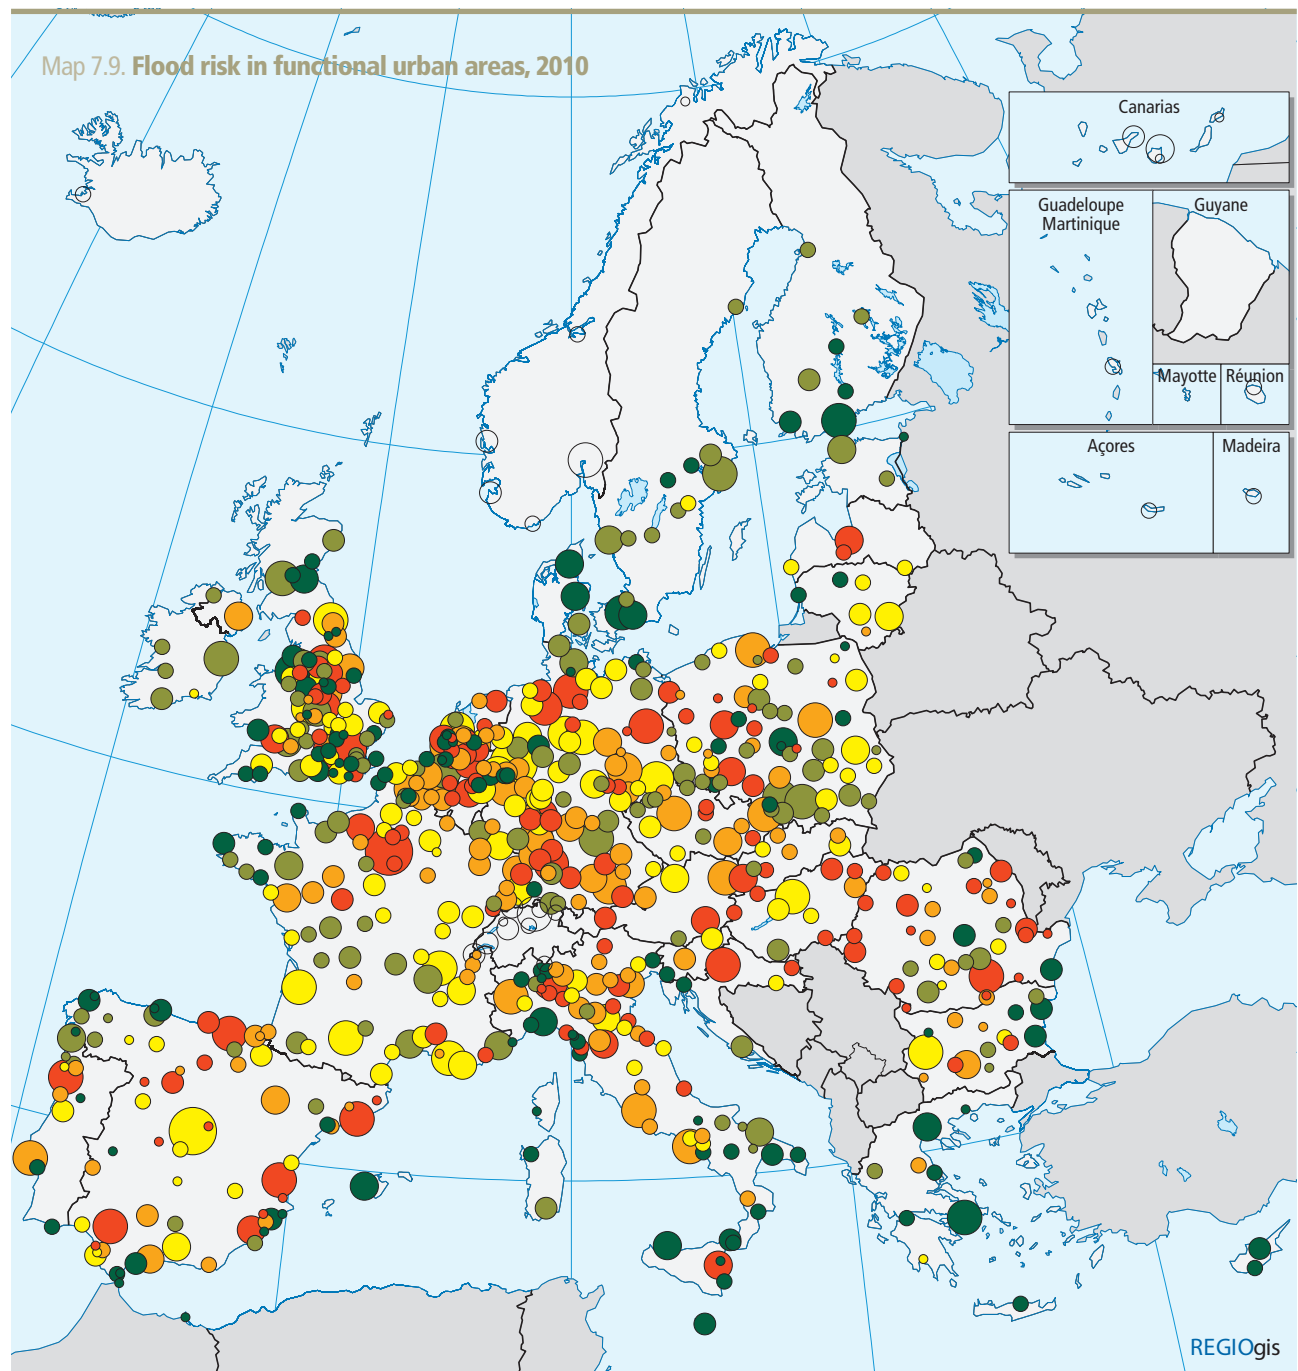 Map 7.9. Flood risk in functional urban areas, 2010
Canarias
Guadeloupe
Martinique
Guyane
Mayotte
Réunion
Açores
Madeira
REGIOgis